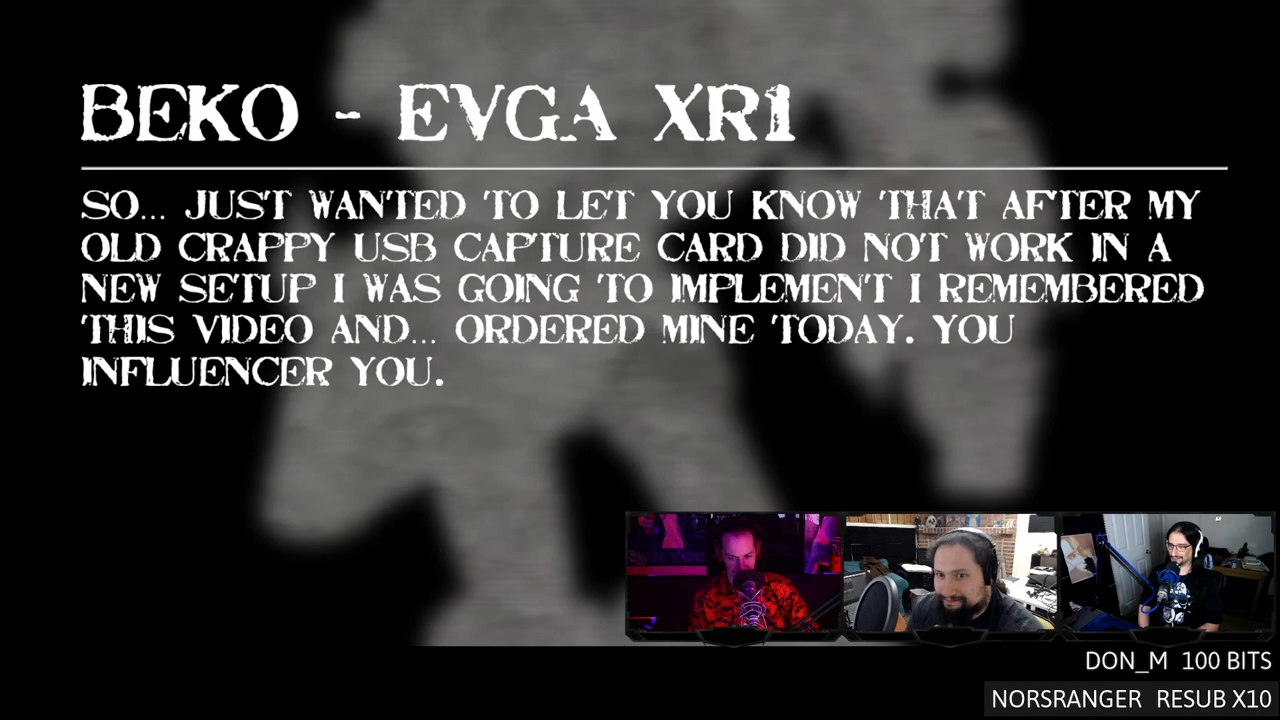 BEKO - EVGA XR1
SO... JUST WANTED TO LET YOU KNOW THAT AFTER MY
OLD CRAPPY USB CAPTURE CARD DID NOT WORK IN A
NEW SETUP I WAS GOING TO IMPLEMENT I REMEMBERED
THIS VIDEO AND... ORDERED MINE TODAY. YOU
INFLUENCER YOU.
DON_M 100 BITS
NORSRANGER RESUB X10